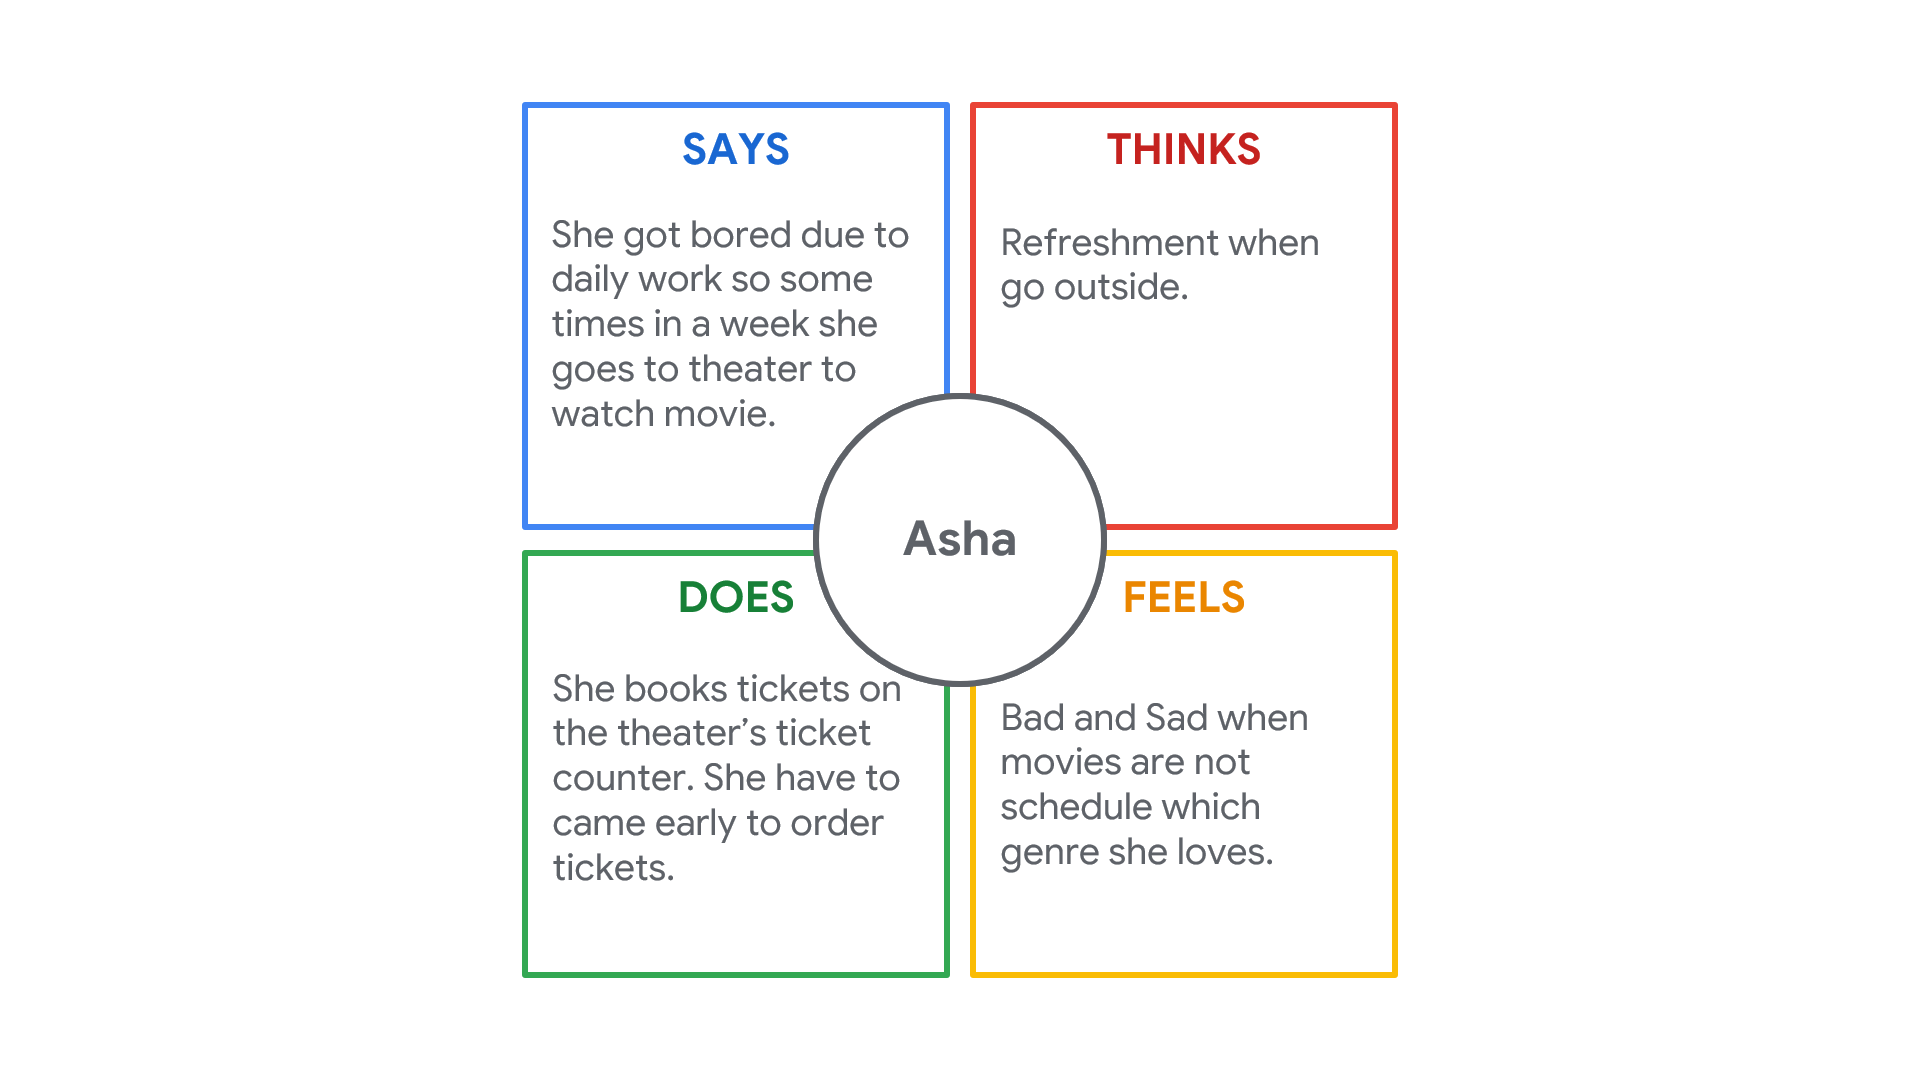 SAYS
She got bored due to
daily work so some
times in a week she
goes to theater to
watch movie.
THINKS
Refreshment when
go outside.
Asha
DOES
She books tickets on
the theater’s ticket
counter. She have to
came early to order
tickets.
FEELS
Bad and Sad when
movies are not
schedule which
genre she loves.